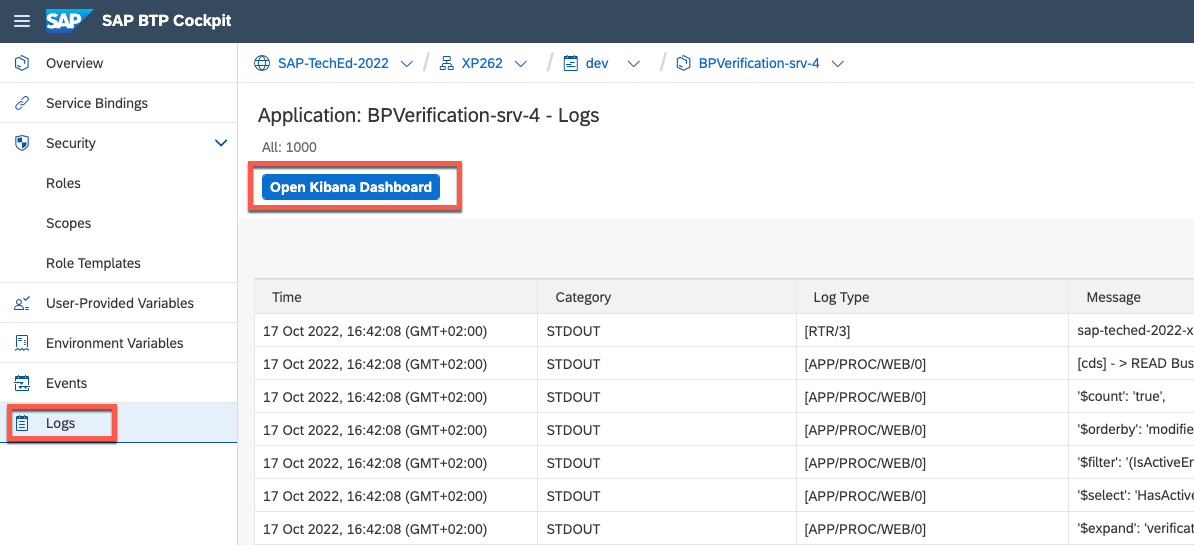 SAP SAP BTP Cockpit
Overview
Service Bindings
Security
Roles
Scopes
Role Templates
User-Provided Variables
Environment Variables
Events
Logs
SAP-TechEd-2022 / XP262 / dev / BPVerification-srv-4
Application: BPVerification-srv-4 - Logs
All: 1000
Open Kibana Dashboard
Time Category Log Type Message
17 Oct 2022, 16:42:08 (GMT+02:00) STDOUT [RTR/3] sap-teched-2022-x
17 Oct 2022, 16:42:08 (GMT+02:00) STDOUT [APP/PROC/WEB/0] [cds] - > READ Bus
17 Oct 2022, 16:42:08 (GMT+02:00) STDOUT [APP/PROC/WEB/0] '$count': 'true',
17 Oct 2022, 16:42:08 (GMT+02:00) STDOUT [APP/PROC/WEB/0] '$orderby': 'modifie
17 Oct 2022, 16:42:08 (GMT+02:00) STDOUT [APP/PROC/WEB/0] '$filter': '(IsActiveEn
17 Oct 2022, 16:42:08 (GMT+02:00) STDOUT [APP/PROC/WEB/0] '$select': 'HasActive
17 Oct 2022, 16:42:08 (GMT+02:00) STDOUT [APP/PROC/WEB/0] '$expand': 'verificat